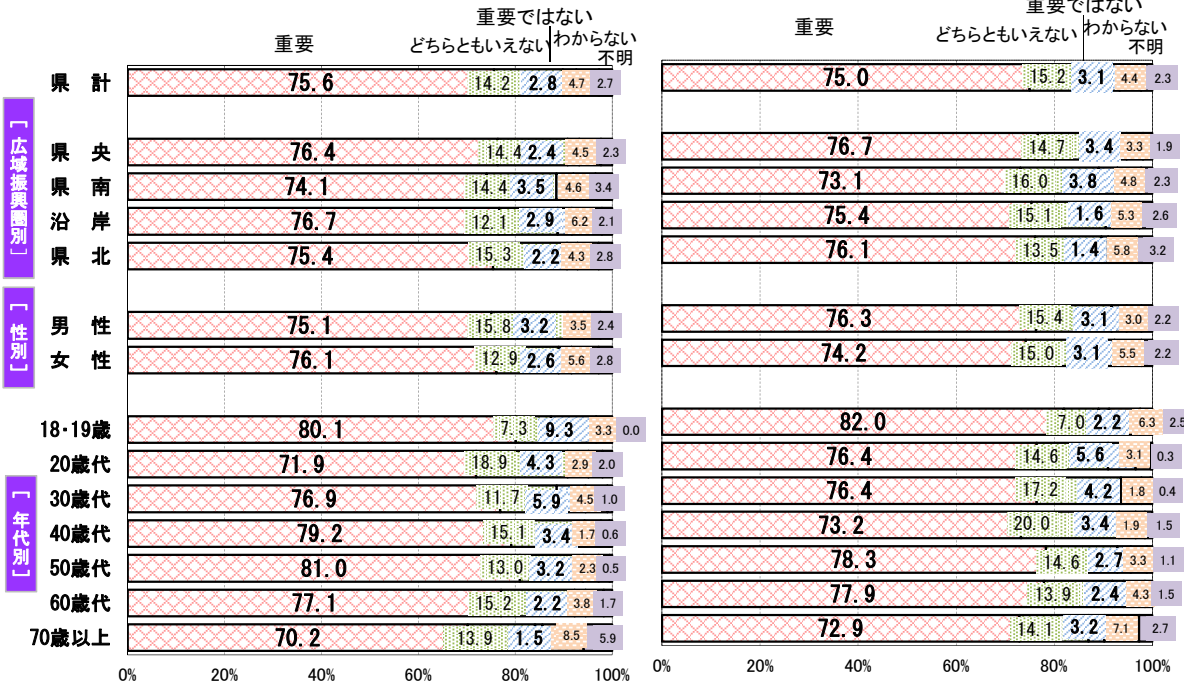 重要ではない
重要 どちらともいえない わからない
不明
重要ではない
重要 どちらともいえない わからない
不明
県 計 75.6 14.2 2.8 4.7 2.7 75.0 15.2 3.1 4.4 2.3
[広域振興圏別]
県 央 76.4 14.4 2.4 4.5 2.3 76.7 14.7 3.4 3.3 1.9
県 南 74.1 14.4 3.5 4.6 3.4 73.1 16.0 3.8 4.8 2.3
沿 岸 76.7 12.1 2.9 6.2 2.1 75.4 15.1 1.6 5.3 2.6
県 北 75.4 15.3 2.2 4.3 2.8 76.1 13.5 1.4 5.8 3.2
[性別]
男 性 75.1 15.8 3.2 3.5 2.4 76.3 15.4 3.1 3.0 2.2
女 性 76.1 12.9 2.6 5.6 2.8 74.2 15.0 3.1 5.5 2.2
[年代別]
18・19歳 80.1 7.3 9.3 3.3 0.0 82.0 7.0 2.2 6.3 2.5
20歳代 71.9 18.9 4.3 2.9 2.0 76.4 14.6 5.6 3.1 0.3
30歳代 76.9 11.7 5.9 4.5 1.0 76.4 17.2 4.2 1.8 0.4
40歳代 79.2 15.1 3.4 1.7 0.6 73.2 20.0 3.4 1.9 1.5
50歳代 81.0 13.0 3.2 2.3 0.5 78.3 14.6 2.7 3.3 1.1
60歳代 77.1 15.2 2.2 3.8 1.7 77.9 13.9 2.4 4.3 1.5
70歳以上 70.2 13.9 1.5 8.5 5.9 72.9 14.1 3.2 7.1 2.7
0% 20% 40% 60% 80% 100% 0% 20% 40% 60% 80% 100%